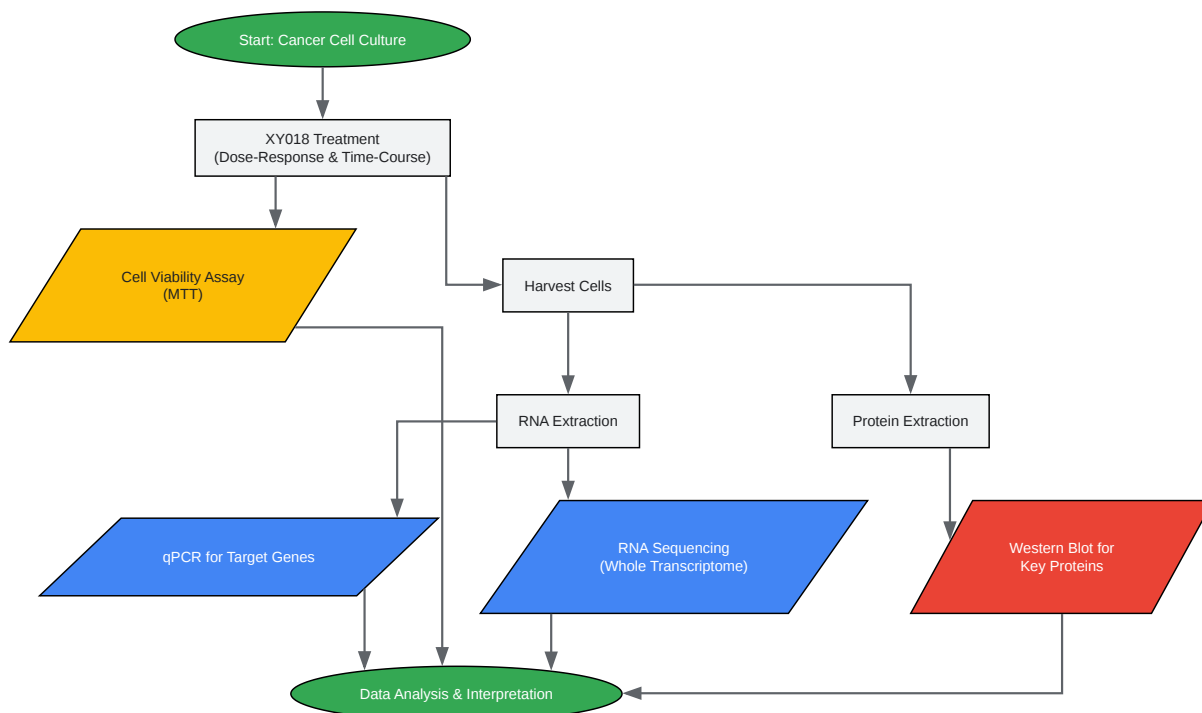 Start: Cancer Cell Culture
XY018 Treatment
(Dose-Response & Time-Course)
Cell Viability Assay
(MTT)
Harvest Cells
RNA Extraction
Protein Extraction
qPCR for Target Genes
RNA Sequencing
(Whole Transcriptome)
Western Blot for
Key Proteins
Data Analysis & Interpretation